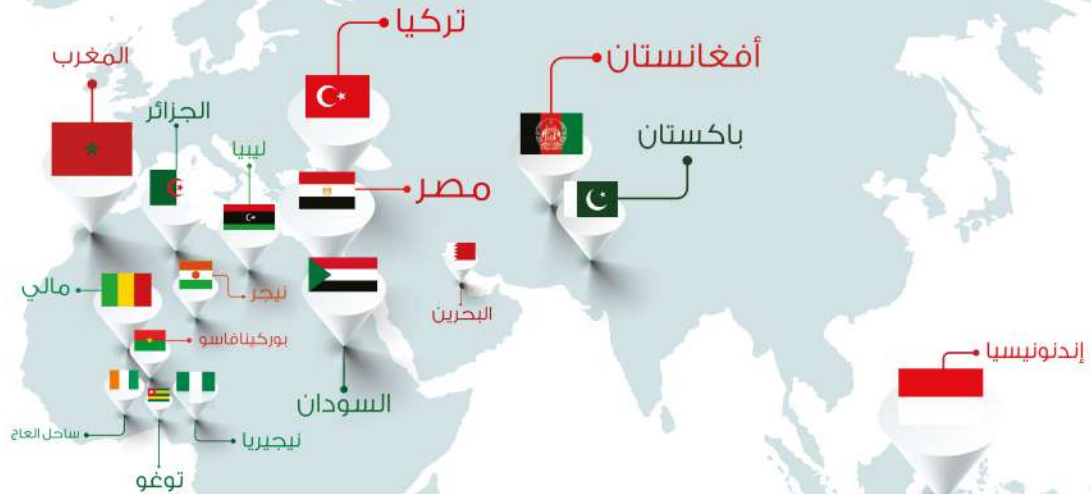 تركيا
المغرب
أفغانستان
الجزائر
باكستان
ليبيا
مصر
مالي
نيجر
البحرين
بوركينافاسو
إندونيسيا
السودان
ساحل العاج
نيجيريا
توغو